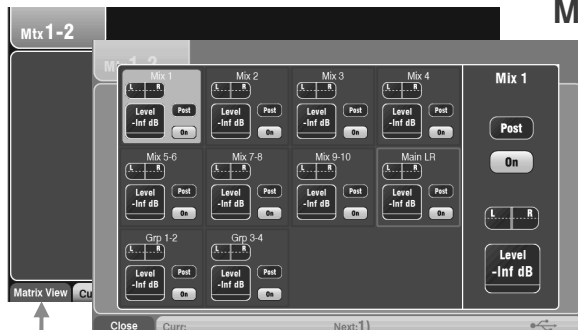 M
Mtx1-2
Mtx 1-2
Mix 1 Mix 2 Mix 3 Mix 4 Mix 1
L R L R L R L R
Level Post Level Post Level Post Level Post Post
-Inf dB On -Inf dB On -Inf dB On -Inf dB On On
Mix 5-6 Mix 7-8 Mix 9-10 Main LR
L R L R L R L R
Level Post Level Post Level Post Level Post
-Inf dB On -Inf dB On -Inf dB On -Inf dB On
L R
Grp 1-2 Grp 3-4
L R L R
Level Post Level Post Level
-Inf dB On -Inf dB On -Inf dB
Matrix View Cu
Close Curr: Next:1)